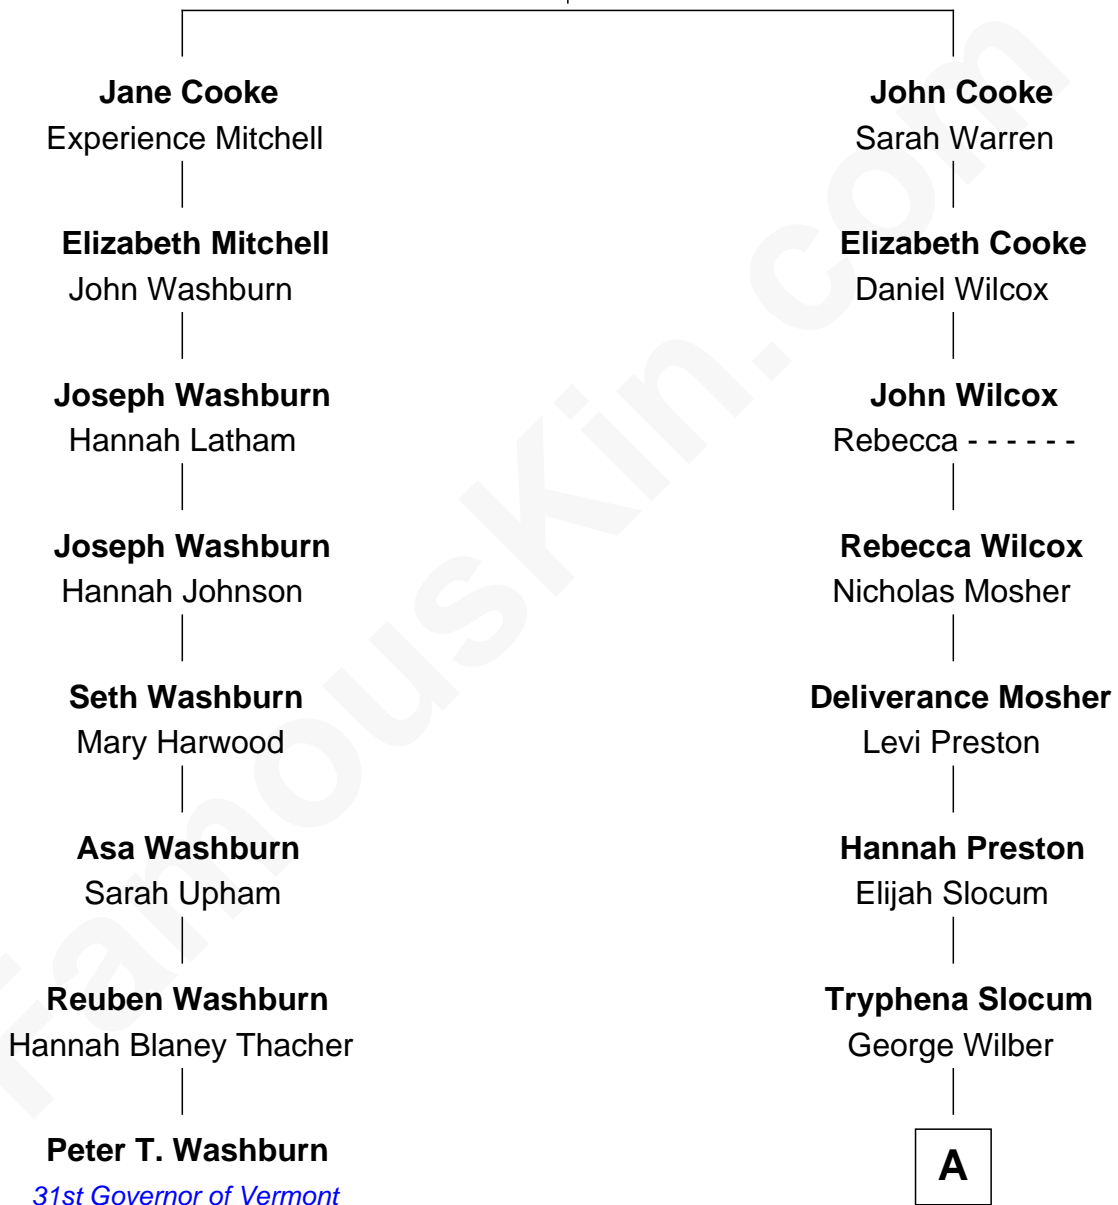 Jane Cooke
Experience Mitchell
Elizabeth Mitchell
John Washburn
Joseph Washburn
Hannah Latham
Joseph Washburn
Hannah Johnson
Seth Washburn
Mary Harwood
Asa Washburn
Sarah Upham
Reuben Washburn
Hannah Blaney Thacher
Peter T. Washburn
31st Governor of Vermont
John Cooke
Sarah Warren
Elizabeth Cooke
Daniel Wilcox
John Wilcox
Rebecca - - - - - -
Rebecca Wilcox
Nicholas Mosher
Deliverance Mosher
Levi Preston
Hannah Preston
Elijah Slocum
Tryphena Slocum
George Wilber
A
FamousKin.com